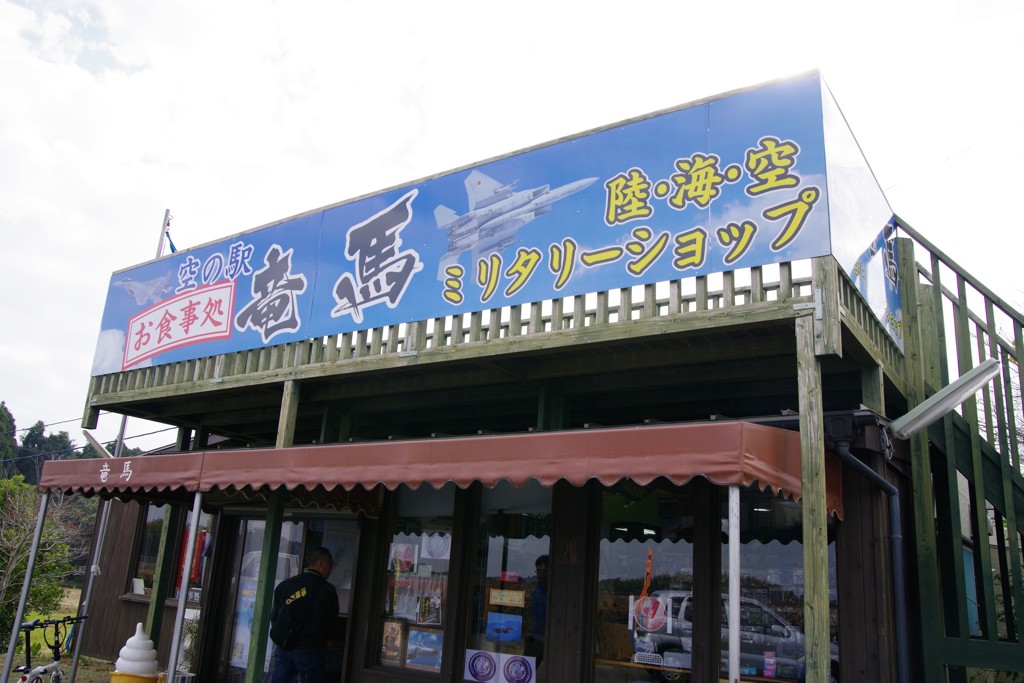 空の駅
お食事処
竜馬
陸・海・空
ミリタリーショップ
竜馬